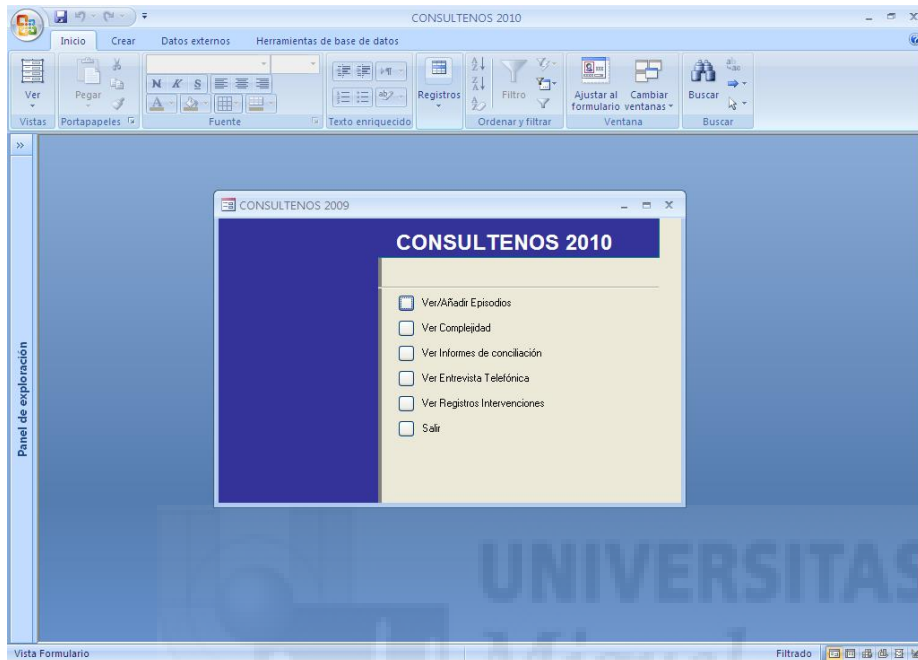 CONSULTENOS 2010
Inicio Crear Datos externos Herramientas de base de datos
Ver
Vistas
Pegar
Portapapeles
N K S
A
Fuente
Texto enriquecido
Registros
Filtro
Ordenar y filtrar
Ajustar al formulario
Cambiar ventanas
Ventana
Buscar
Buscar
»
Panel de exploración
CONSULTENOS 2009
CONSULTENOS 2010
Ver/Añadir Episodios
Ver Complejidad
Ver Informes de conciliación
Ver Entrevista Telefónica
Ver Registros Intervenciones
Salir
UNIVERSITAS
Miguel
Vista Formulario
Filtrado